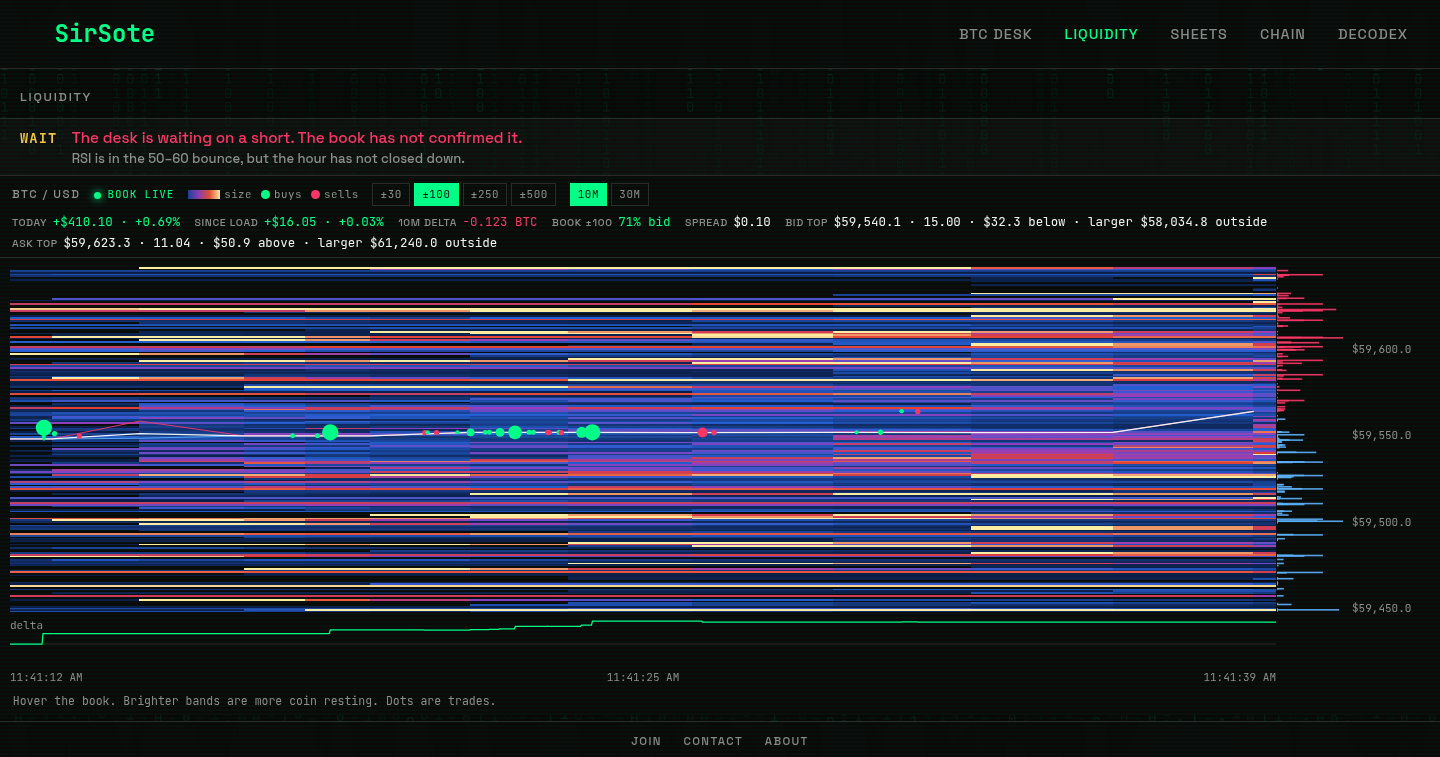 SirSote
BTC DESK LIQUIDITY SHEETS CHAIN DECODEX
LIQUIDITY
WAIT The desk is waiting on a short. The book has not confirmed it.
RSI is in the 50–60 bounce, but the hour has not closed down.
BTC / USD BOOK LIVE size buys sells ±30 ±100 ±250 ±500 10M 30M
TODAY +$410.10 · +0.69% SINCE LOAD +$16.05 · +0.03% 10M DELTA -0.123 BTC BOOK ±100 71% bid SPREAD $0.10 BID TOP $59,540.1 · 15.00 · $32.3 below · larger $58,034.8 outside
ASK TOP $59,623.3 · 11.04 · $50.9 above · larger $61,240.0 outside
$59,600.0
$59,550.0
$59,500.0
$59,450.0
delta
11:41:12 AM 11:41:25 AM 11:41:39 AM
Hover the book. Brighter bands are more coin resting. Dots are trades.
JOIN CONTACT ABOUT